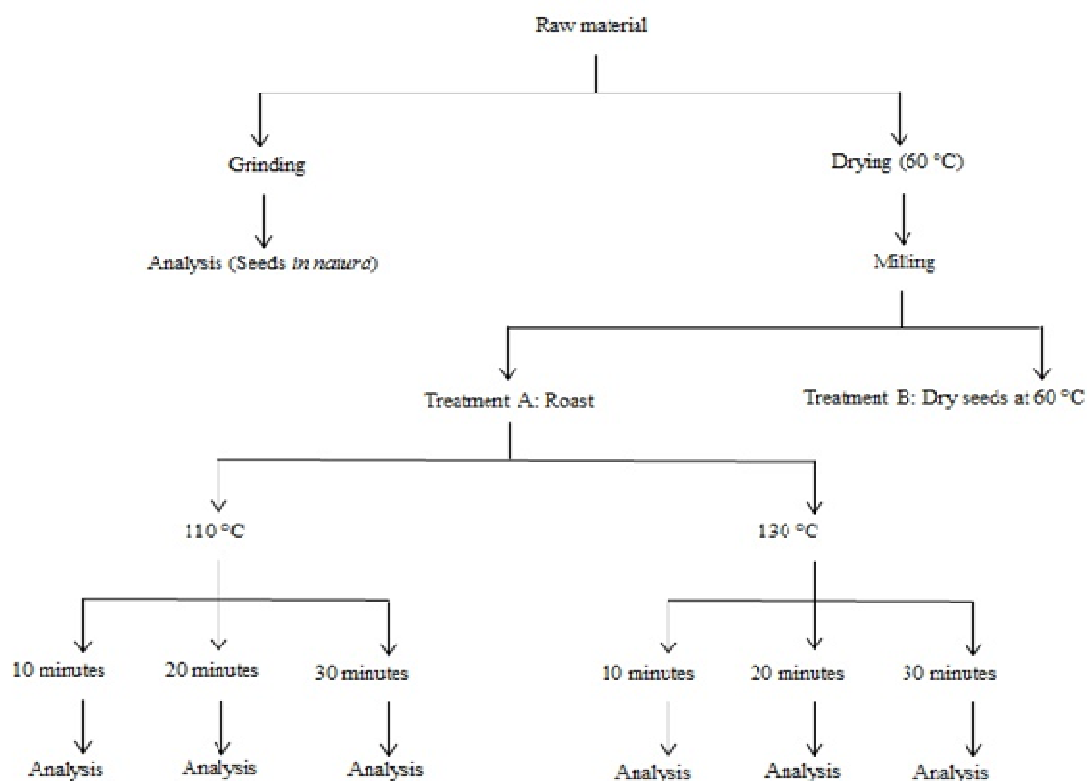 Raw material
Grinding
Drying (60 °C)
Analysis (Seeds in natura)
Milling
Treatment A: Roast
Treatment B: Dry seeds at 60 °C
110 °C
130 °C
10 minutes
20 minutes
30 minutes
10 minutes
20 minutes
30 minutes
Analysis
Analysis
Analysis
Analysis
Analysis
Analysis